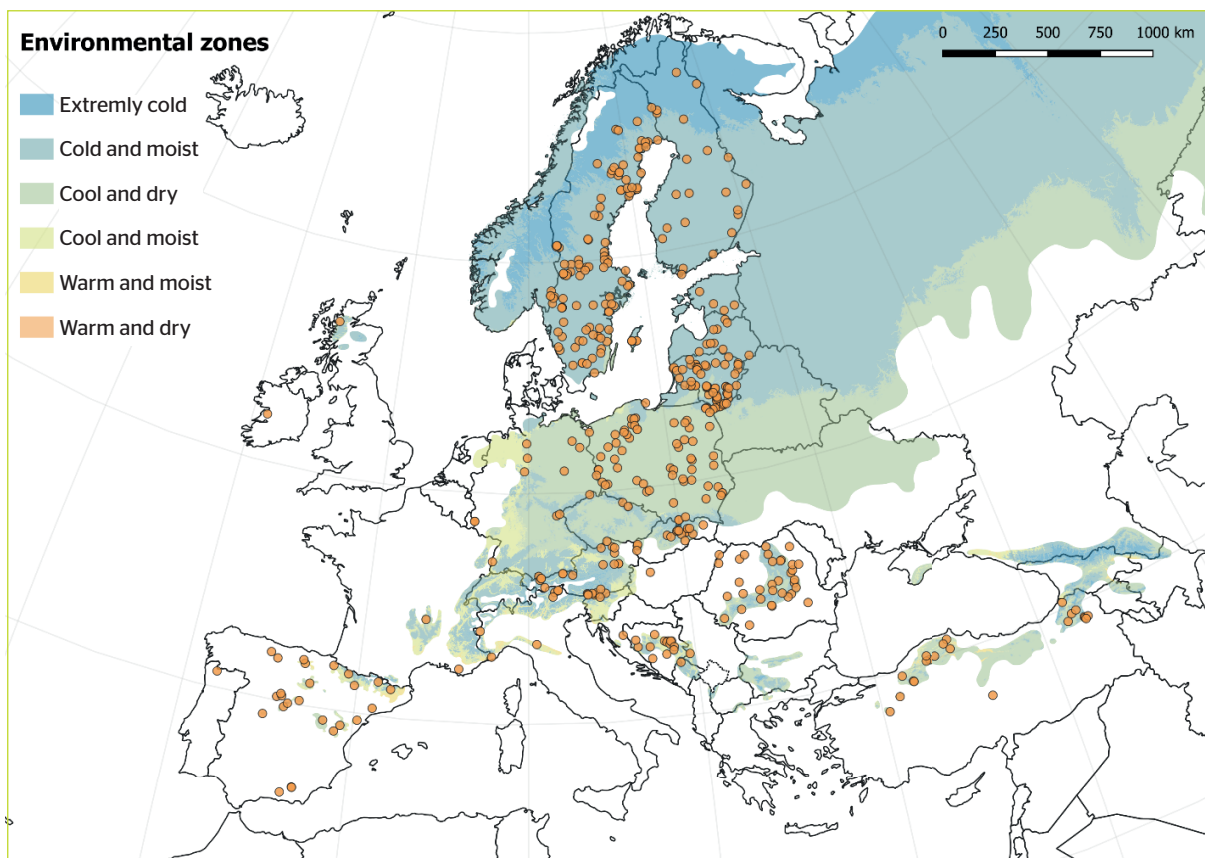 Environmental zones
Extremly cold
Cold and moist
Cool and dry
Cool and moist
Warm and moist
Warm and dry
0 250 500 750 1000 km